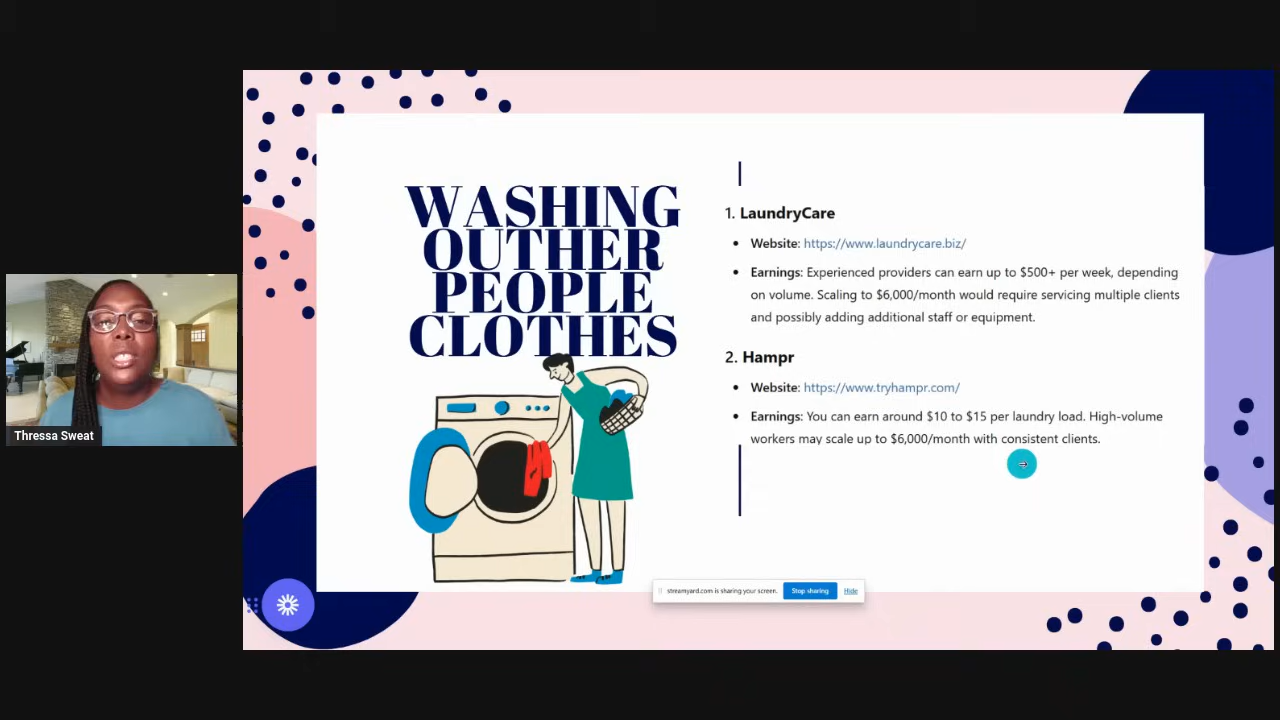 WASHING
OUTHER
PEOPLE
CLOTHES
1. LaundryCare
• Website: https://www.laundrycare.biz/
• Earnings: Experienced providers can earn up to $500+ per week, depending
on volume. Scaling to $6,000/month would require servicing multiple clients
and possibly adding additional staff or equipment.
2. Hampr
• Website: https://www.tryhampr.com/
• Earnings: You can earn around $10 to $15 per laundry load. High-volume
workers may scale up to $6,000/month with consistent clients.
Thressa Sweat
streamyard.com is sharing your screen. Stop sharing Hide